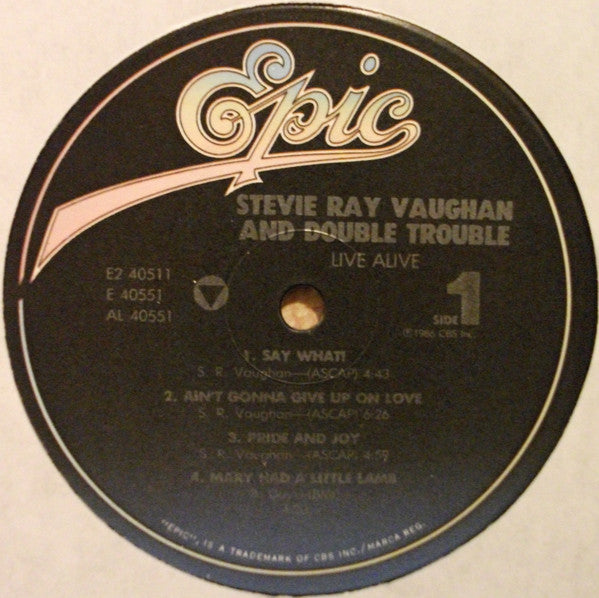 Epic
STEVIE RAY VAUGHAN
AND DOUBLE TROUBLE
LIVE ALIVE
E2 40511
E 40551
AL 40551
SIDE 1
℗1986 CBS Inc.
1. SAY WHAT!
S. R. Vaughan—(ASCAP) 4:43
2. AIN'T GONNA GIVE UP ON LOVE
S. R. Vaughan—(ASCAP) 6:26
3. PRIDE AND JOY
S. R. Vaughan—(ASCAP) 4:59
4. MARY HAD A LITTLE LAMB
Guy—(BMI)
"EPIC", IS A TRADEMARK OF CBS INC./MARCA REG.